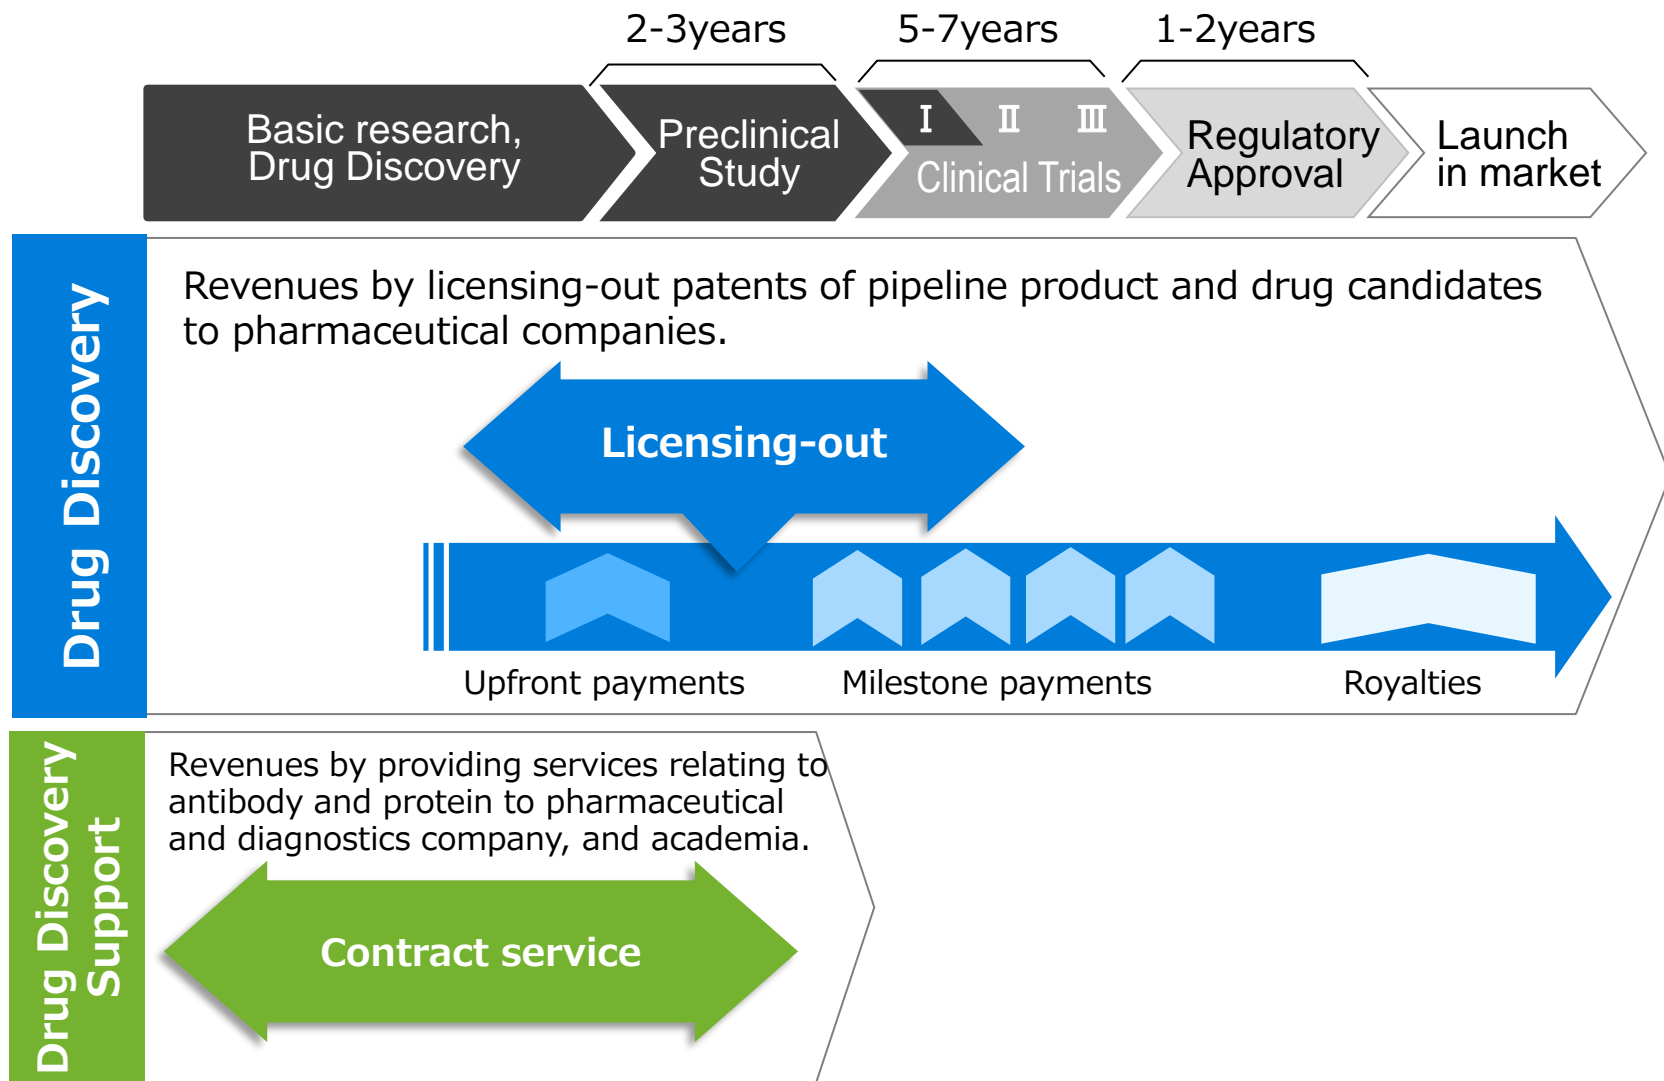 2-3years
5-7years
1-2years
Basic research,
Drug Discovery
Preclinical
Study
Ⅰ Ⅱ Ⅲ
Clinical Trials
Regulatory
Approval
Launch
in market
Drug Discovery
Revenues by licensing-out patents of pipeline product and drug candidates
to pharmaceutical companies.
Licensing-out
Upfront payments
Milestone payments
Royalties
Drug Discovery
Support
Revenues by providing services relating to
antibody and protein to pharmaceutical
and diagnostics company, and academia.
Contract service